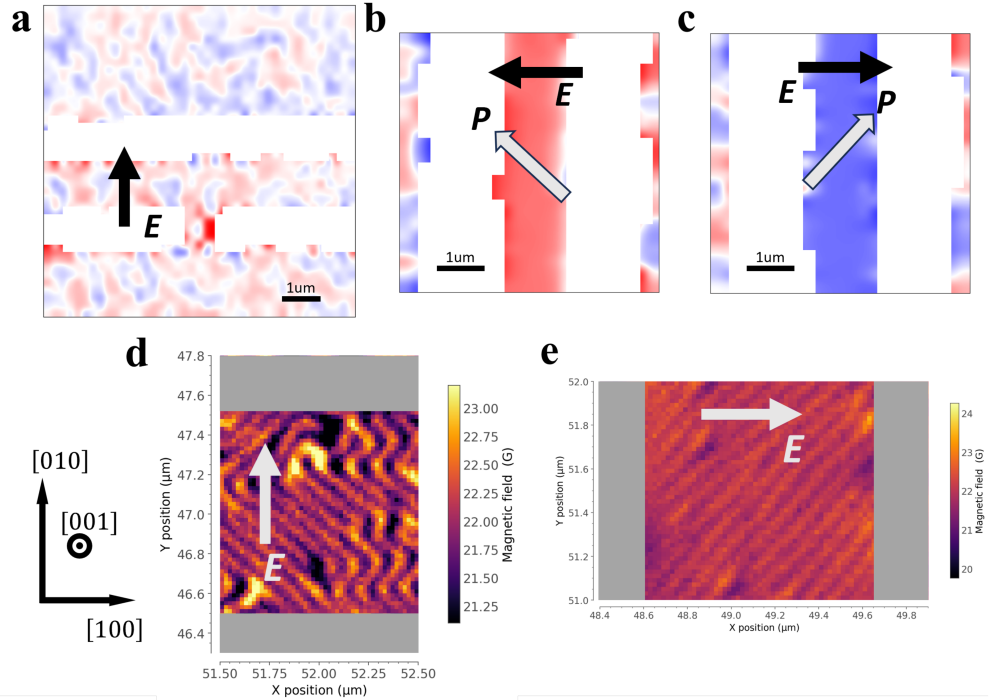 a
E
1um
b
E
P
1um
c
E
P
1um
d
47.8
47.6
47.4
47.2
47.0
46.8
46.6
46.4
Y position (μm)
E
51.50
51.75
52.00
52.25
52.50
X position (μm)
23.00
22.75
22.50
22.25
22.00
21.75
21.50
21.25
Magnetic field (G)
[010]
[001]
[100]
e
52.0
51.8
51.6
51.4
51.2
51.0
Y position (μm)
E
48.4
48.6
48.8
49.0
49.2
49.4
49.6
49.8
X position (μm)
24
23
22
21
20
Magnetic field (G)